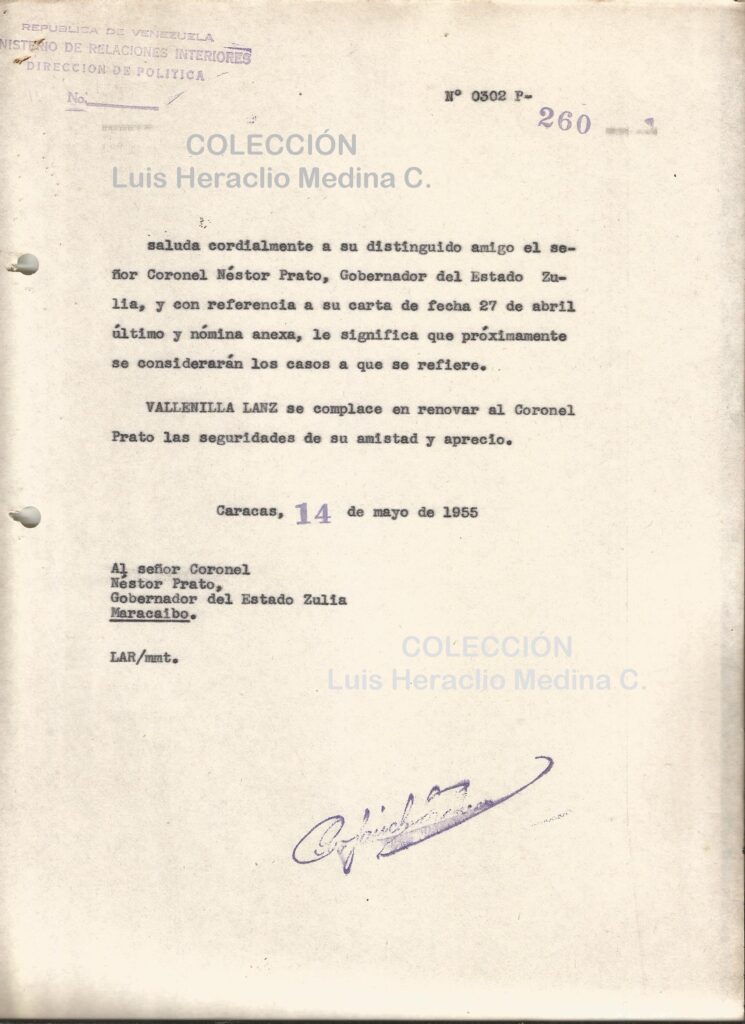 REPUBLICA DE VENEZUELA
NISTERIO DE RELACIONES INTERIORES
DIRECCION DE POLITICA
No.
N° 0302 P-
260
COLECCIÓN
Luis Heraclio Medina C.
saluda cordialmente a su distinguido amigo el se-
ñor Coronel Néstor Prato, Gobernador del Estado Zu-
lia, y con referencia a su carta de fecha 27 de abril
último y nómina anexa, le significa que próximamente
se considerarán los casos a que se refiere.
VALLENILLA LANZ se complace en renovar al Coronel
Prato las seguridades de su amistad y aprecio.
Caracas, 14 de mayo de 1955
Al señor Coronel
Néstor Prato,
Gobernador del Estado Zulia
Maracaibo.
LAR/mmt.
COLECCIÓN
Luis Heraclio Medina C.